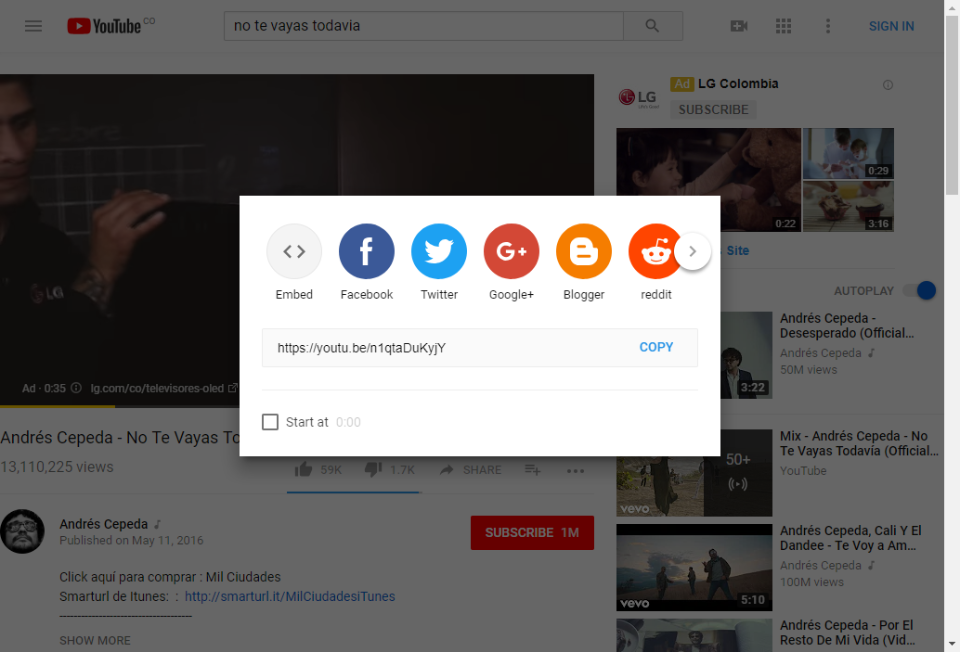 YouTube CO
no te vayas todavia
SIGN IN
Ad LG Colombia
SUBSCRIBE
LG
0:29
0:22
3:16
Site
LG
Ad · 0:35 lg.com/co/televisores-oled
Embed
Facebook
Twitter
Google+
Blogger
reddit
https://youtu.be/n1qtaDuKyjY
COPY
Start at 0:00
AUTOPLAY
Andrés Cepeda -
Desesperado (Official...
Andrés Cepeda
50M views
3:22
Andrés Cepeda - No Te Vayas To
13,110,225 views
59K
1.7K
SHARE
Andrés Cepeda
Published on May 11, 2016
SUBSCRIBE 1M
Click aquí para comprar : Mil Ciudades
Smarturl de Itunes: : http://smarturl.it/MilCiudadesiTunes
----------------------------------------
SHOW MORE
50+
vevo
Mix - Andrés Cepeda - No
Te Vayas Todavía (Official...
YouTube
vevo
5:10
Andrés Cepeda, Cali Y El
Dandee - Te Voy a Am...
Andrés Cepeda
100M views
Andrés Cepeda - Por El
Resto De Mi Vida (Vid...